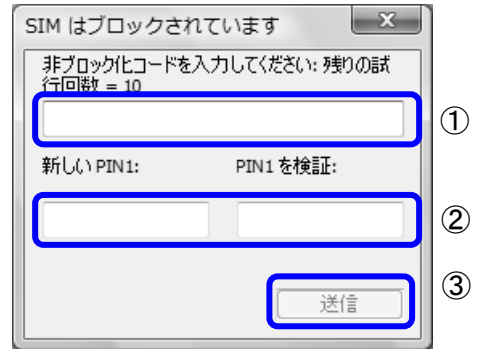 SIM はブロックされています
非ブロック化コードを入力してください: 残りの試
行回数 = 10
①
新しい PIN1: PIN1 を検証:
②
③
送信